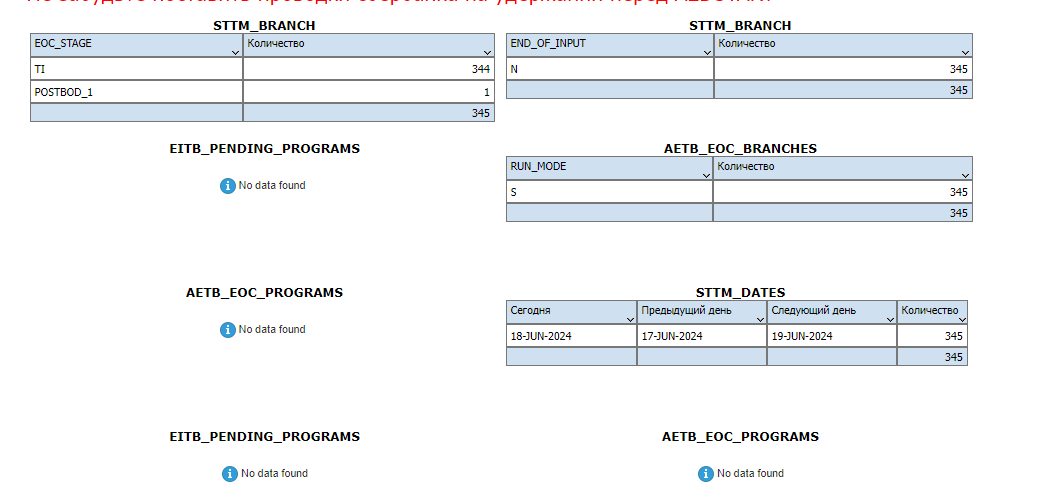 STTM_BRANCH
EOC_STAGE Количество
TI 344
POSTBOD_1 1
345
STTM_BRANCH
END_OF_INPUT Количество
N 345
345
EITB_PENDING_PROGRAMS
No data found
AETB_EOC_BRANCHES
RUN_MODE Количество
S 345
345
AETB_EOC_PROGRAMS
No data found
STTM_DATES
Сегодня Предыдущий день Следующий день Количество
18-JUN-2024 17-JUN-2024 19-JUN-2024 345
345
EITB_PENDING_PROGRAMS
No data found
AETB_EOC_PROGRAMS
No data found